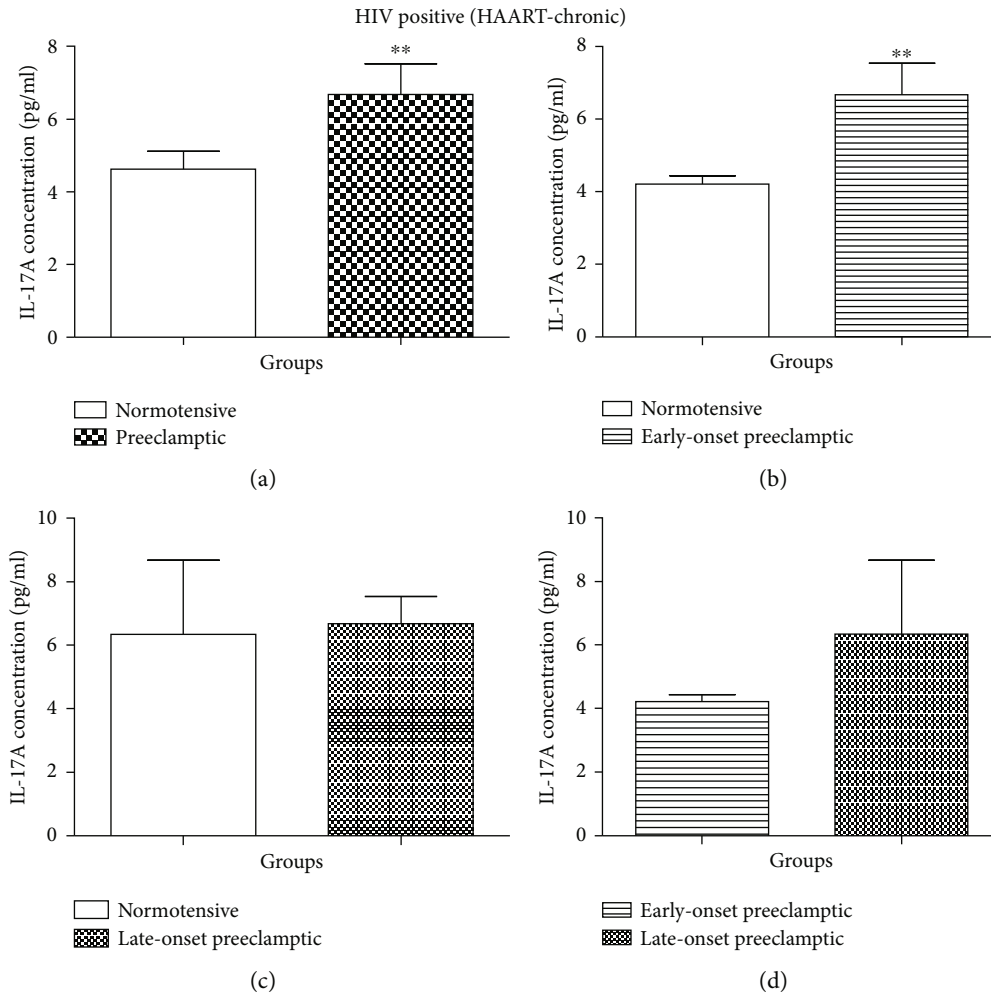 HIV positive (HAART-chronic)
8
6
4
2
0
IL-17A concentration (pg/ml)
**
Groups
Normotensive
Preeclamptic
(a)
8
6
4
2
0
IL-17A concentration (pg/ml)
**
Groups
Normotensive
Early-onset preeclamptic
(b)
10
8
6
4
2
0
IL-17A concentration (pg/ml)
Groups
Normotensive
Late-onset preeclamptic
(c)
10
8
6
4
2
0
IL-17A concentration (pg/ml)
Groups
Early-onset preeclamptic
Late-onset preeclamptic
(d)